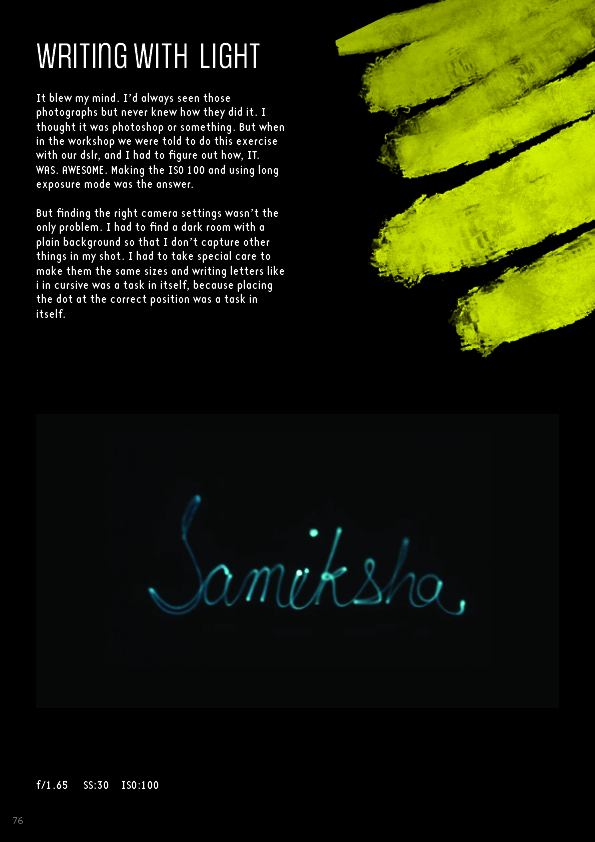 WRITING WITH LIGHT
It blew my mind. I'd always seen those
photographs but never knew how they did it. I
thought it was photoshop or something. But when
in the workshop we were told to do this exercise
with our dslr, and I had to figure out how, IT.
WAS. AWESOME. Making the ISO 100 and using long
exposure mode was the answer.
But finding the right camera settings wasn't the
only problem. I had to find a dark room with a
plain background so that I don't capture other
things in my shot. I had to take special care to
make them the same sizes and writing letters like
i in cursive was a task in itself, because placing
the dot at the correct position was a task in
itself.
Samiksha
f/1.65 SS:30 ISO:100
76